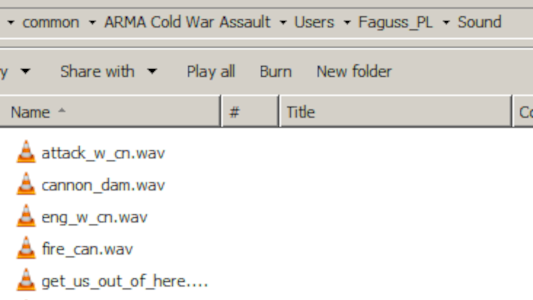 common ARMA Cold War Assault Users Faguss_PL Sound
y Share with Play all Burn New folder
Name # Title Co
attack_w_cn.wav
cannon_dam.wav
eng_w_cn.wav
fire_can.wav
get_us_out_of_here....